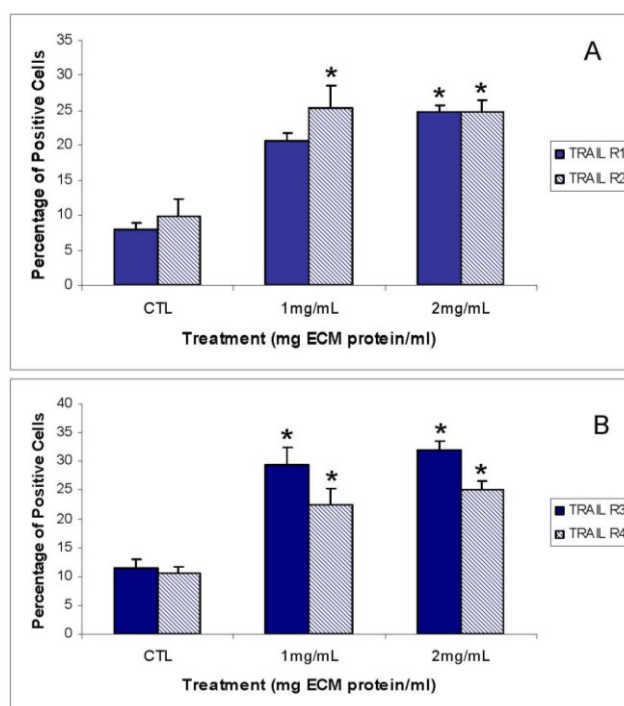 A
Percentage of Positive Cells
35
30
25
20
15
10
5
0
*
*
*
CTL
1mg/mL
2mg/mL
Treatment (mg ECM protein/ml)
TRAIL R1
TRAIL R2
B
Percentage of Positive Cells
40
35
30
25
20
15
10
5
0
*
*
*
*
CTL
1mg/mL
2mg/mL
Treatment (mg ECM protein/ml)
TRAIL R3
TRAIL R4